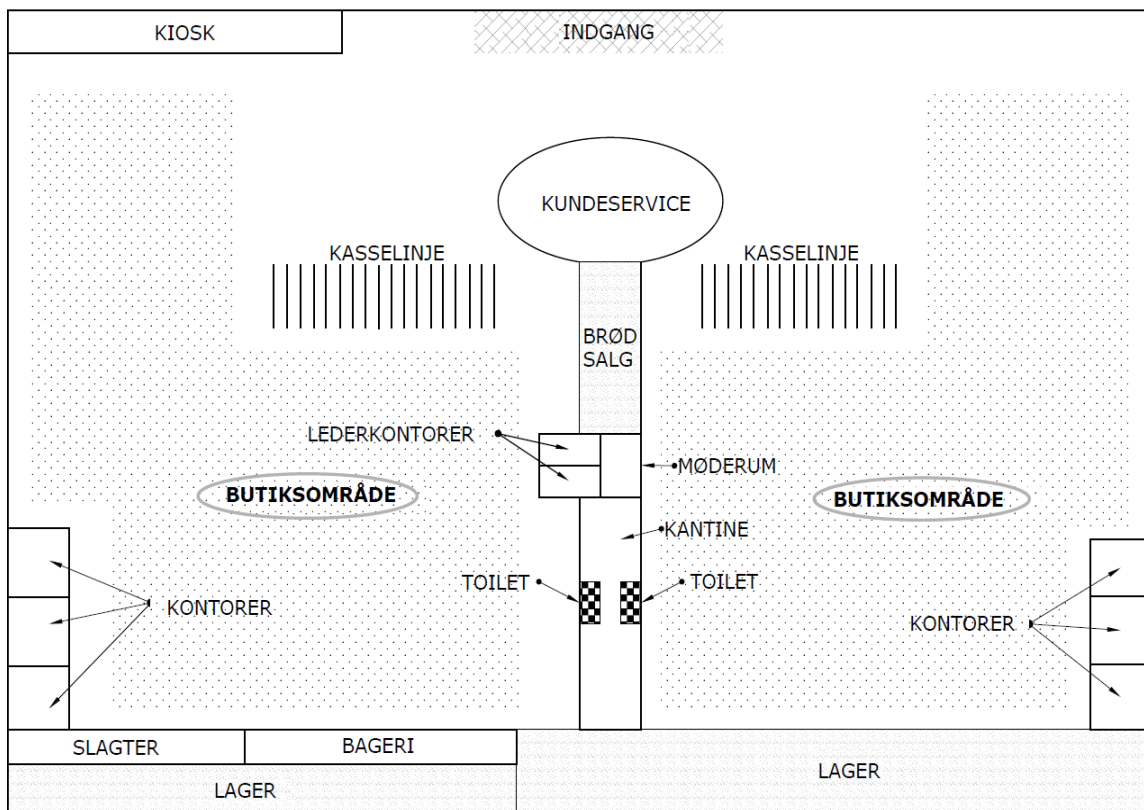 KIOSK
INDGANG
KUNDESERVICE
KASSELINJE
KASSELINJE
BRØD
SALG
LEDERKONTORER
MØDERUM
BUTIKSOMRÅDE
BUTIKSOMRÅDE
KANTINE
TOILET
TOILET
KONTORER
KONTORER
SLAGTER
BAGERI
LAGER
LAGER